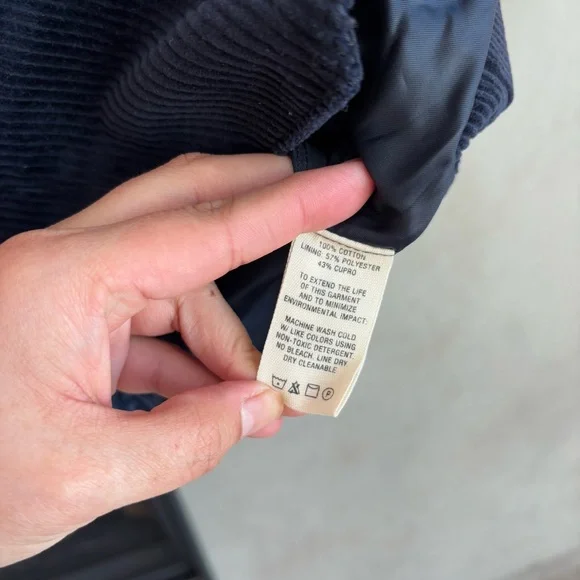 100% COTTON
LINING: 57% POLYESTER
43% CUPRO
TO EXTEND THE LIFE
OF THIS GARMENT
AND TO MINIMIZE
ENVIRONMENTAL IMPACT:
MACHINE WASH COLD
W/ LIKE COLORS USING
NON-TOXIC DETERGENT.
NO BLEACH. LINE DRY
DRY CLEANABLE
P